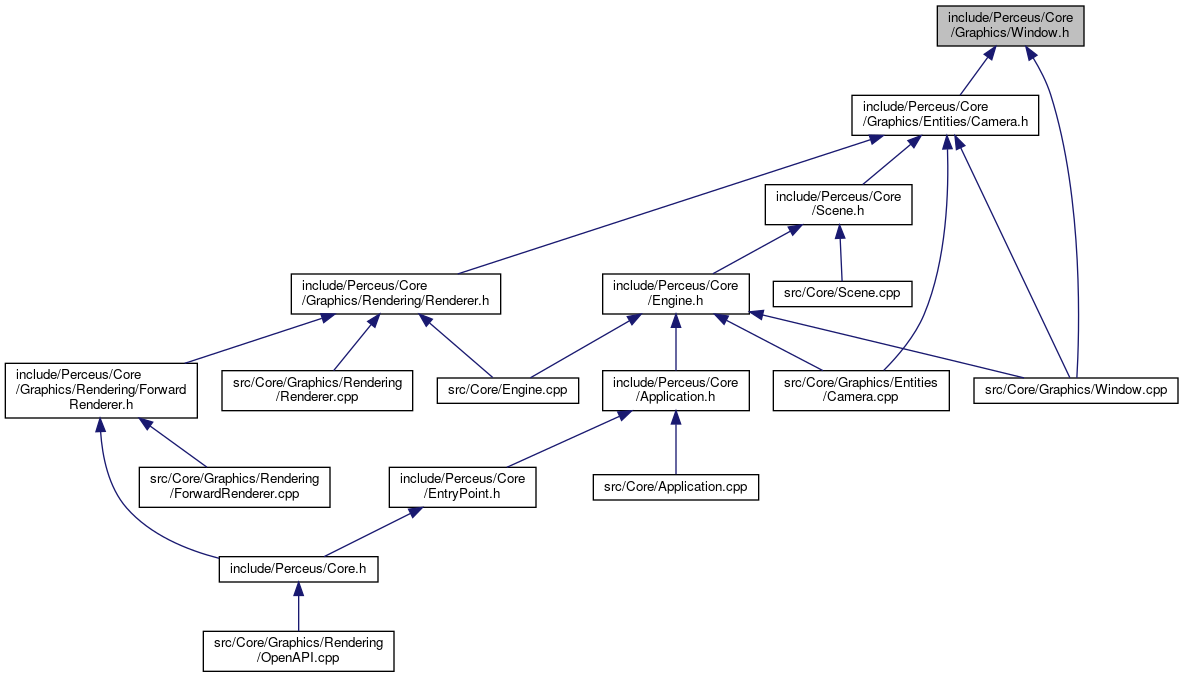 include/Perceus/Core
/Graphics/Window.h
include/Perceus/Core
/Graphics/Entities/Camera.h
include/Perceus/Core
/Scene.h
include/Perceus/Core
/Graphics/Rendering/Renderer.h
include/Perceus/Core
/Engine.h
src/Core/Scene.cpp
include/Perceus/Core
/Graphics/Rendering/Forward
Renderer.h
src/Core/Graphics/Rendering
/Renderer.cpp
src/Core/Engine.cpp
include/Perceus/Core
/Application.h
src/Core/Graphics/Entities
/Camera.cpp
src/Core/Graphics/Window.cpp
src/Core/Graphics/Rendering
/ForwardRenderer.cpp
include/Perceus/Core
/EntryPoint.h
src/Core/Application.cpp
include/Perceus/Core.h
src/Core/Graphics/Rendering
/OpenAPI.cpp